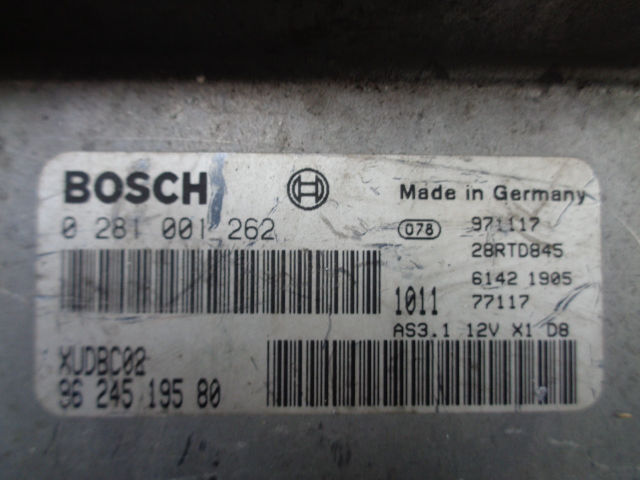 BOSCH
Made in Germany
0 281 001 262
078 971117
28RTD845
6142 1905
1011 77117
AS3.1 12V X1 D8
XUDBC02
96 245 195 80